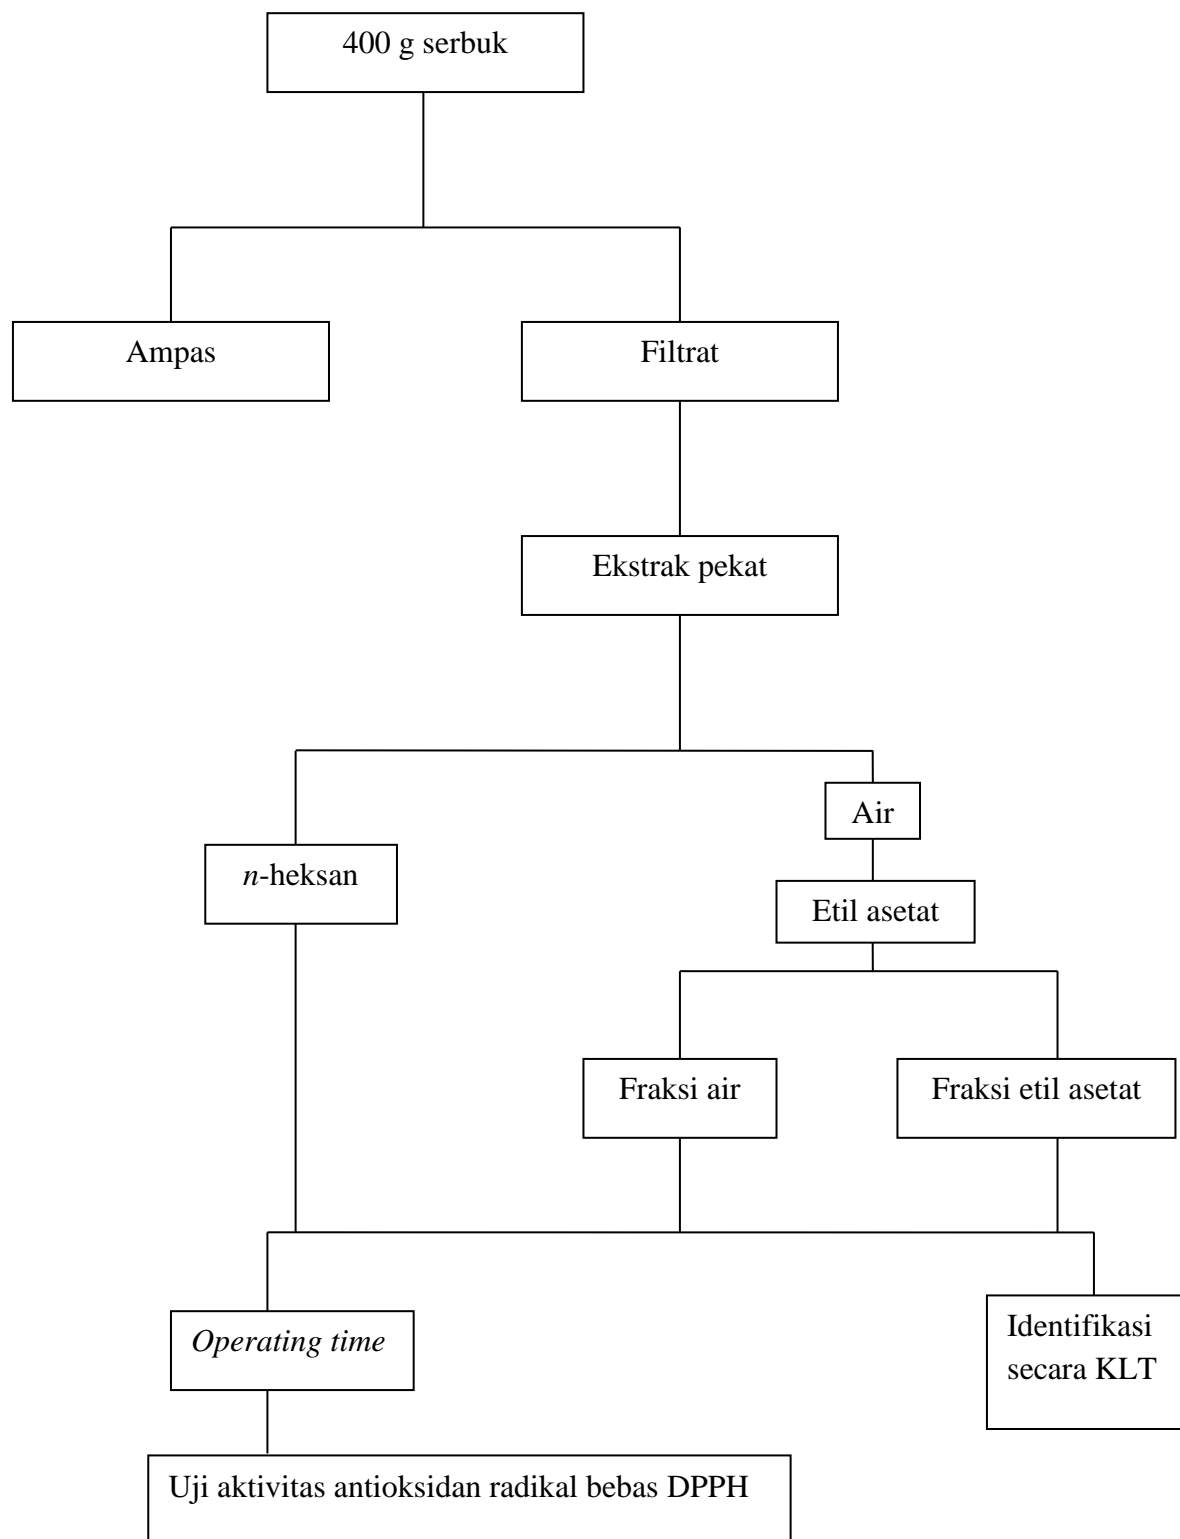 400 g serbuk
Ampas
Filtrat
Ekstrak pekat
Air
n-heksan
Etil asetat
Fraksi air
Fraksi etil asetat
Operating time
Identifikasi
secara KLT
Uji aktivitas antioksidan radikal bebas DPPH